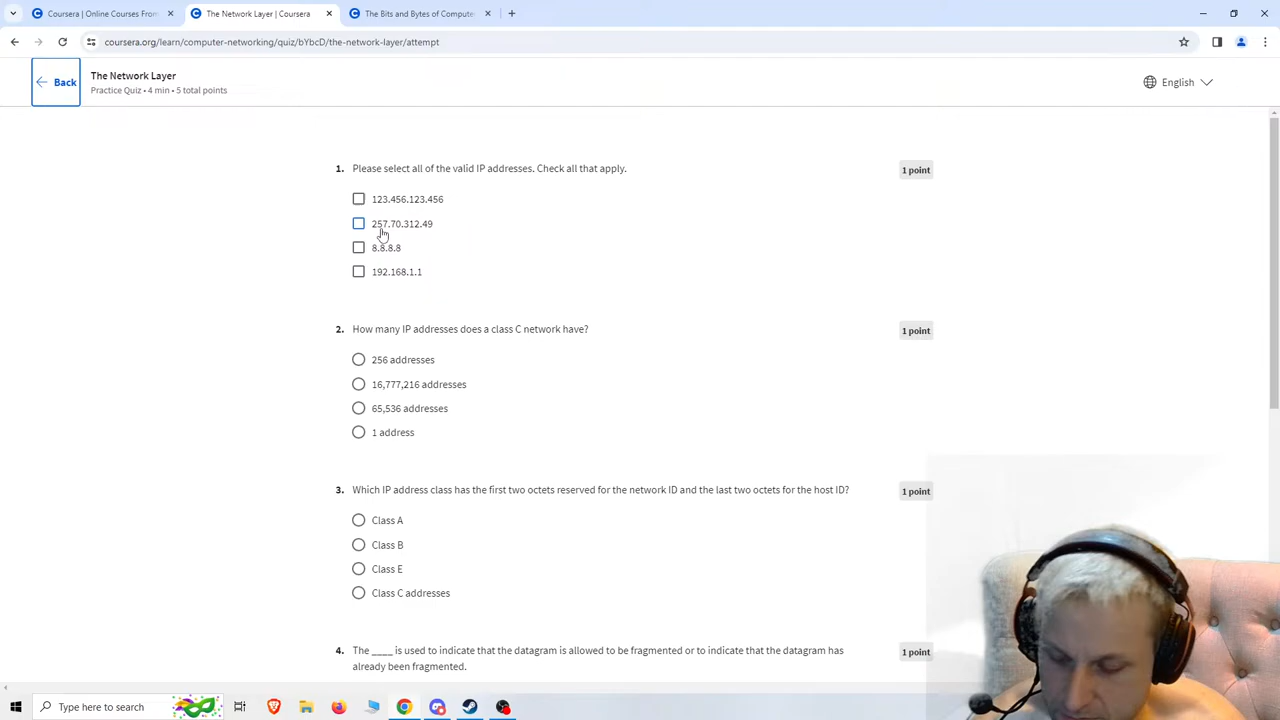 Coursera | Online Courses From
The Network Layer | Coursera
The Bits and Bytes of Compute
coursera.org/learn/computer-networking/quiz/bYbcD/the-network-layer/attempt
Back
The Network Layer
Practice Quiz • 4 min • 5 total points
English
1. Please select all of the valid IP addresses. Check all that apply.
1 point
123.456.123.456
257.70.312.49
8.8.8.8
192.168.1.1
2. How many IP addresses does a class C network have?
1 point
256 addresses
16,777,216 addresses
65,536 addresses
1 address
3. Which IP address class has the first two octets reserved for the network ID and the last two octets for the host ID?
1 point
Class A
Class B
Class E
Class C addresses
4. The ____ is used to indicate that the datagram is allowed to be fragmented or to indicate that the datagram has
already been fragmented.
1 point
Type here to search